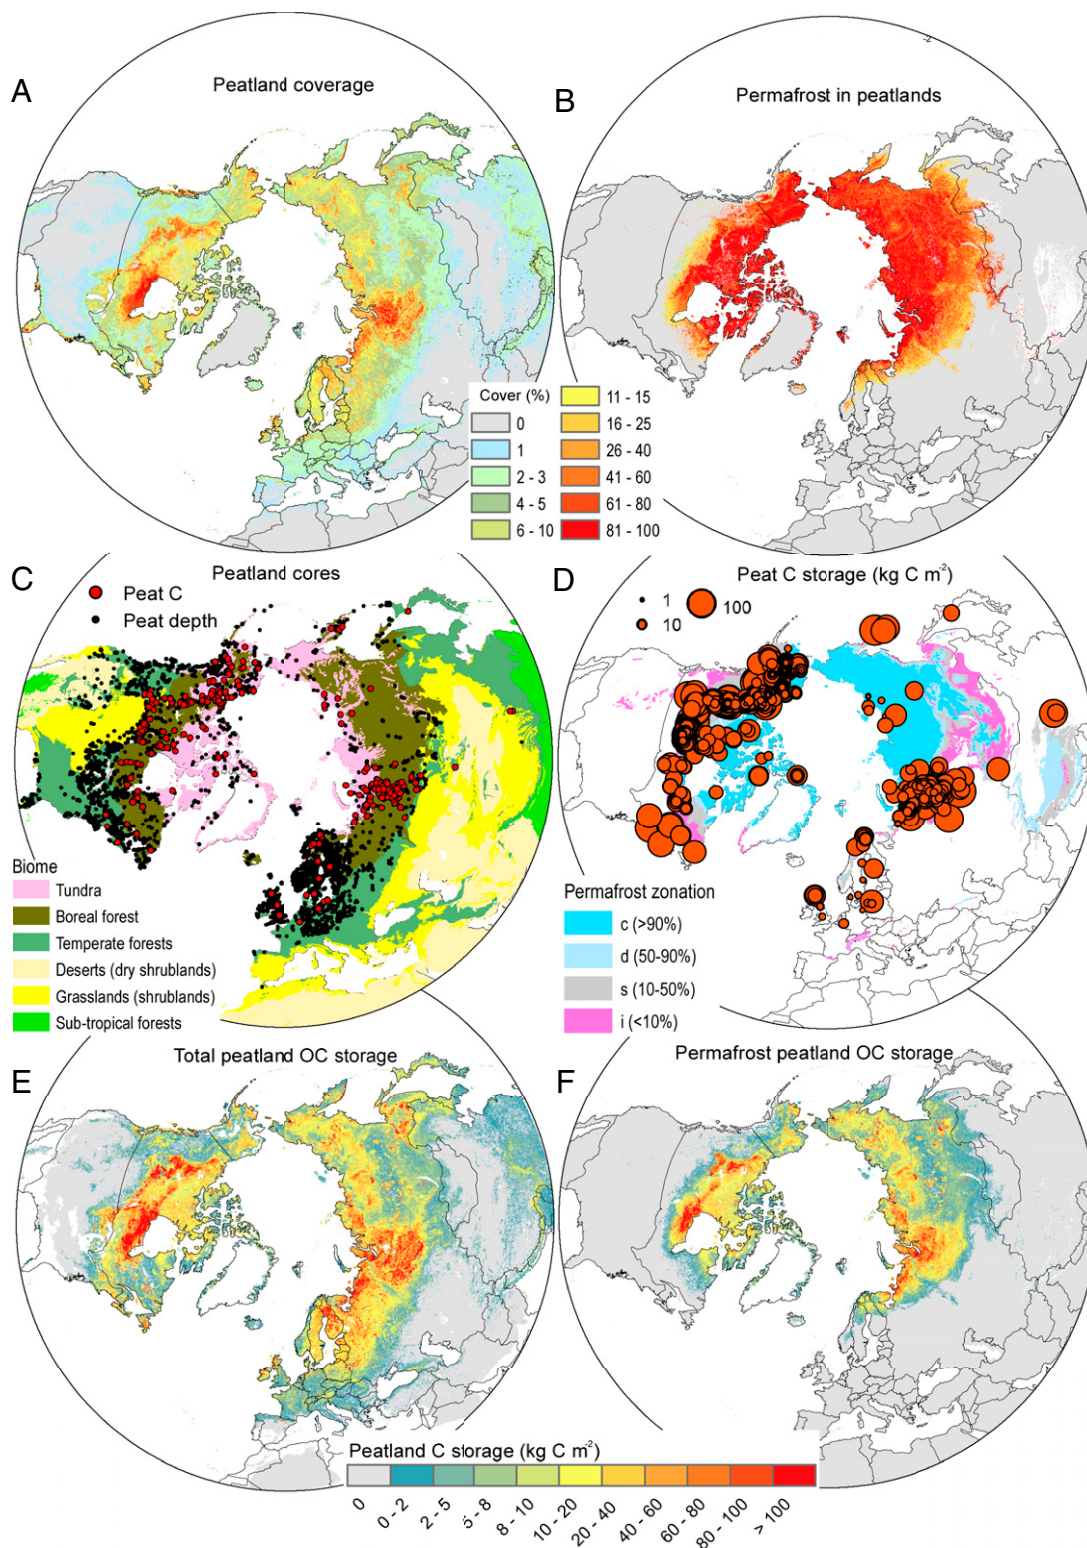 A
Peatland coverage
B
Permafrost in peatlands
-2
Cover (%)
0
1
2 - 3
4 - 5
6 - 10
11 - 15
16 - 25
26 - 40
41 - 60
61 - 80
81 - 100
C
Peatland cores
Peat C
Peat depth
Biome
Tundra
Boreal forest
Temperate forests
Deserts (dry shrublands)
Grasslands (shrublands)
Sub-tropical forests
D
Peat C storage (kg C m-2)
1
10
100
Permafrost zonation
c (>90%)
d (50-90%)
s (10-50%)
i (<10%)
E
Total peatland OC storage
F
Permafrost peatland OC storage
Peatland C storage (kg C m-2)
0
0 - 2
2 - 5
5 - 8
8 - 10
10 - 20
20 - 40
40 - 60
60 - 80
80 - 100
> 100